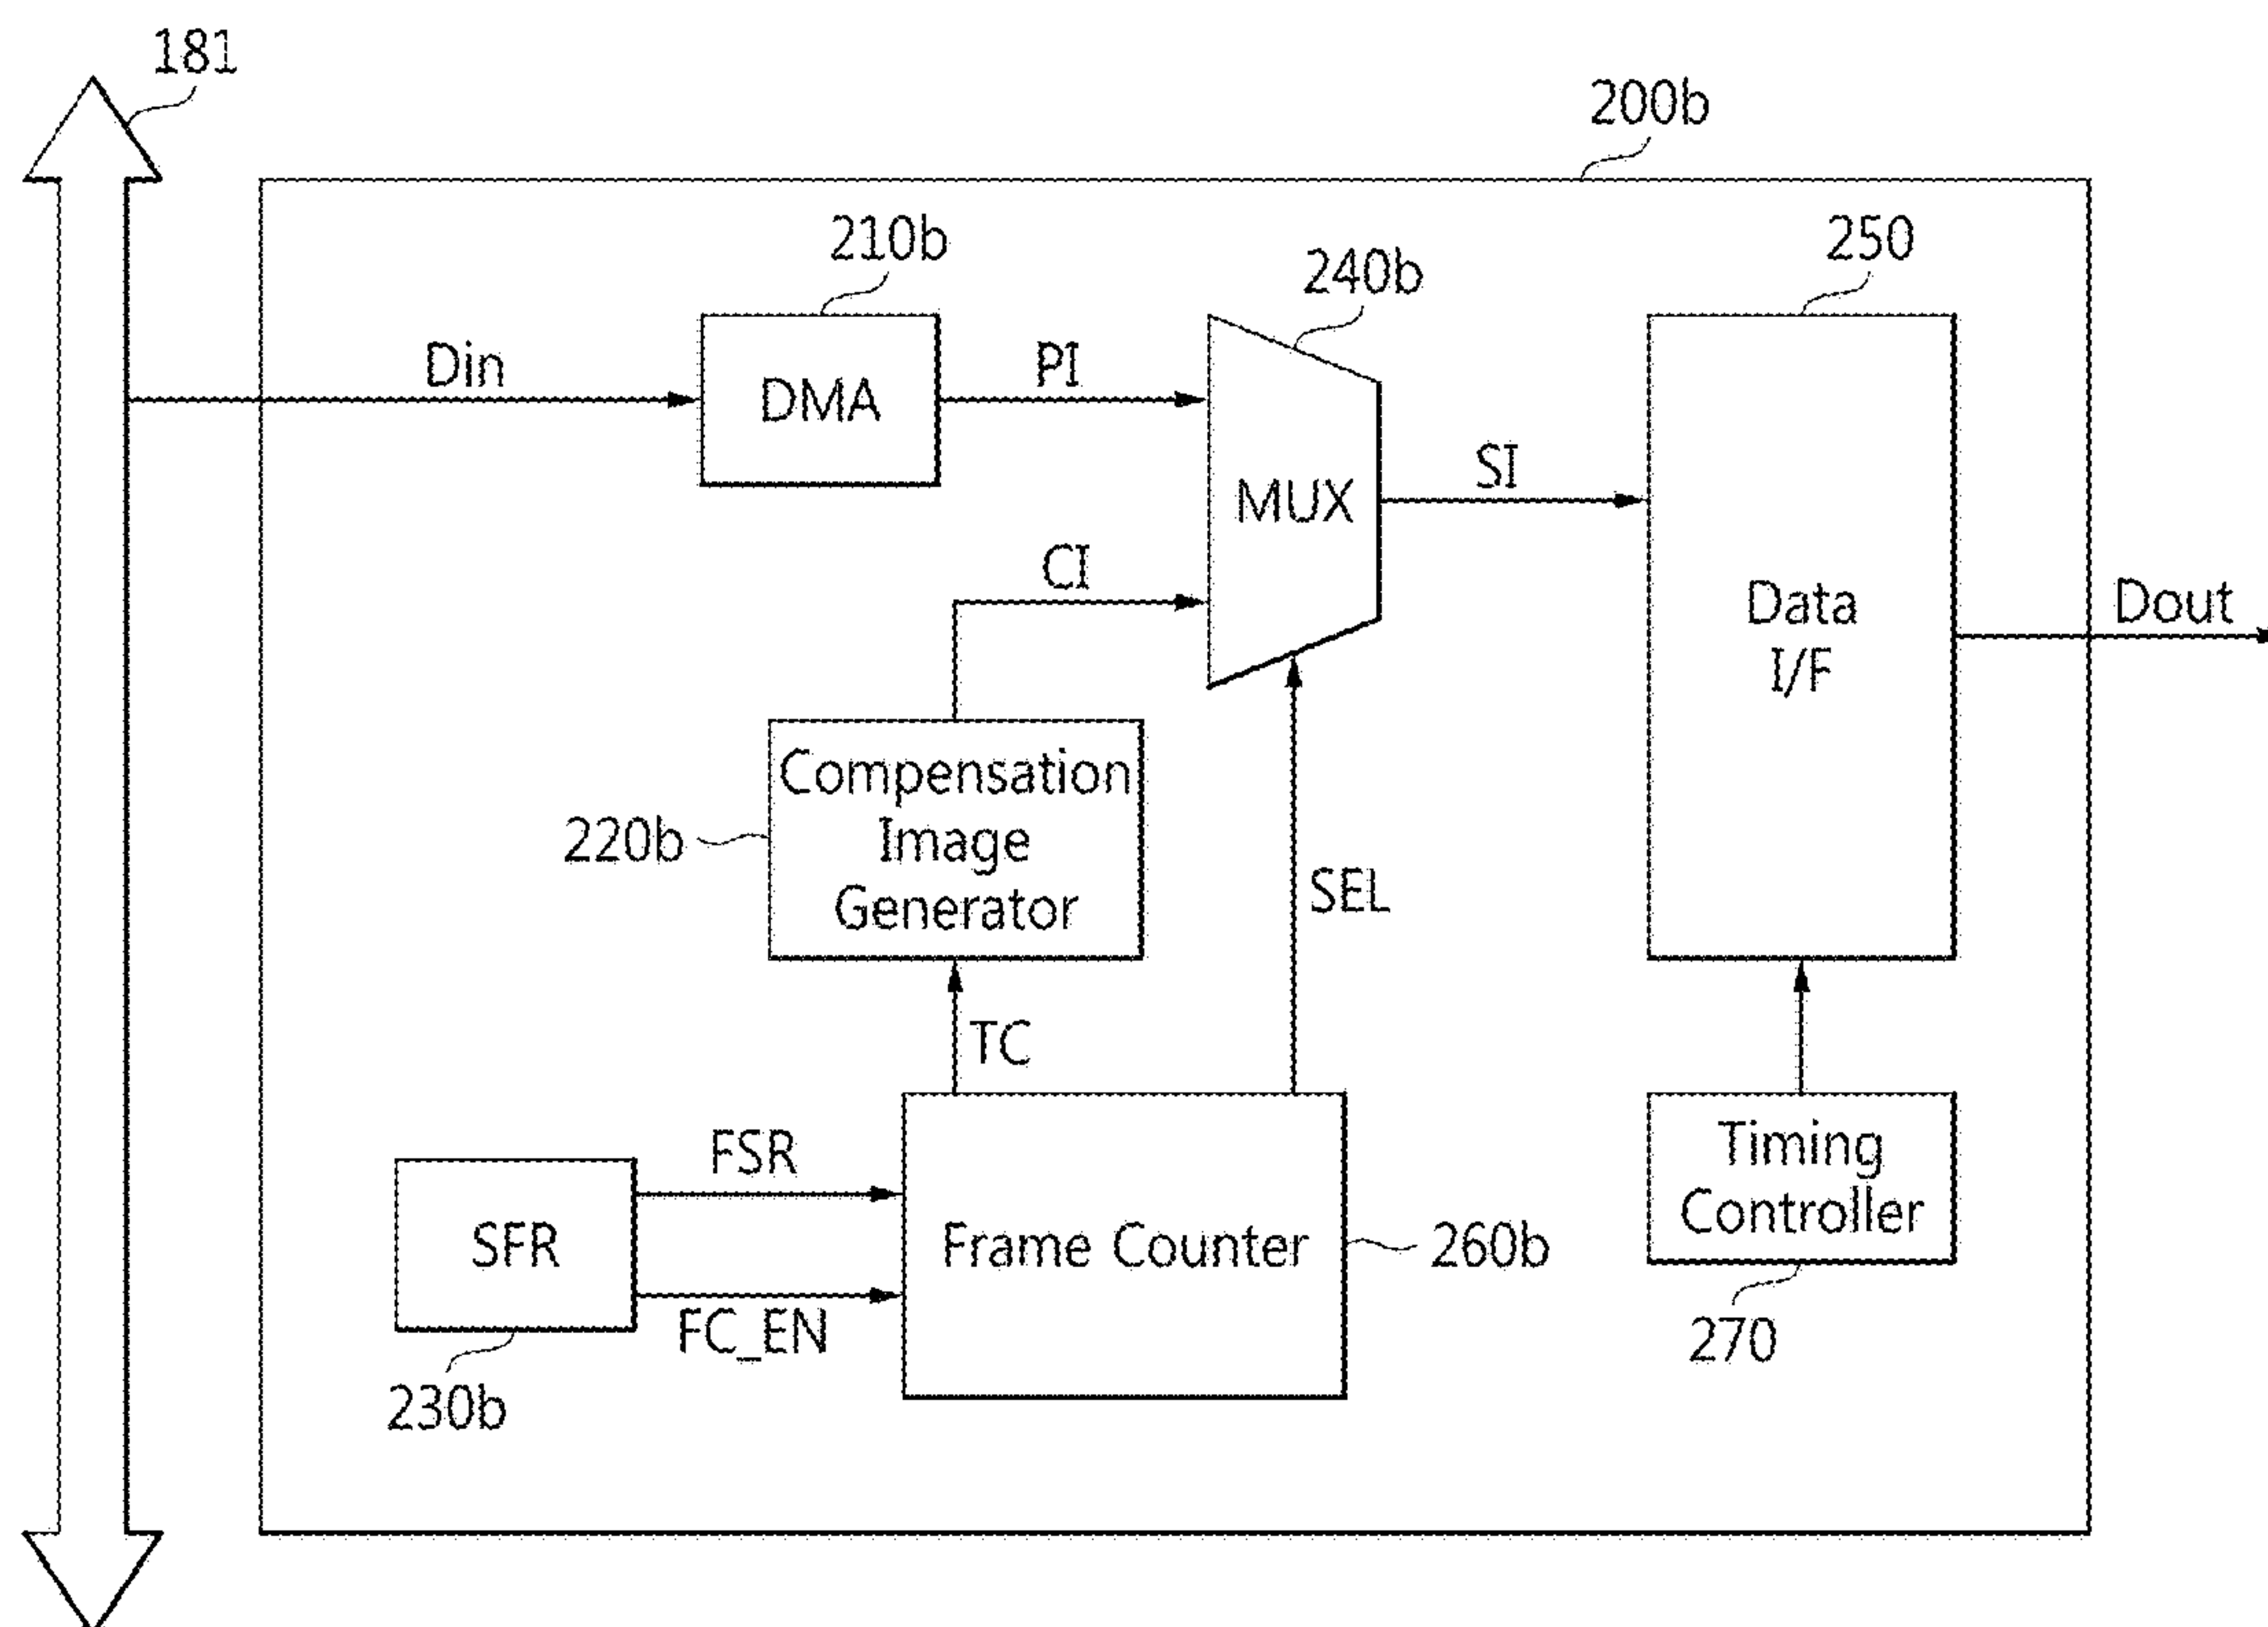 181
200b
210b
240b
250
Din
DMA
PI
MUX
SI
CI
Data
I/F
Dout
Compensation
Image
Generator
220b
SEL
TC
FSR
SFR
FC_EN
230b
Frame Counter
260b
Timing
Controller
270